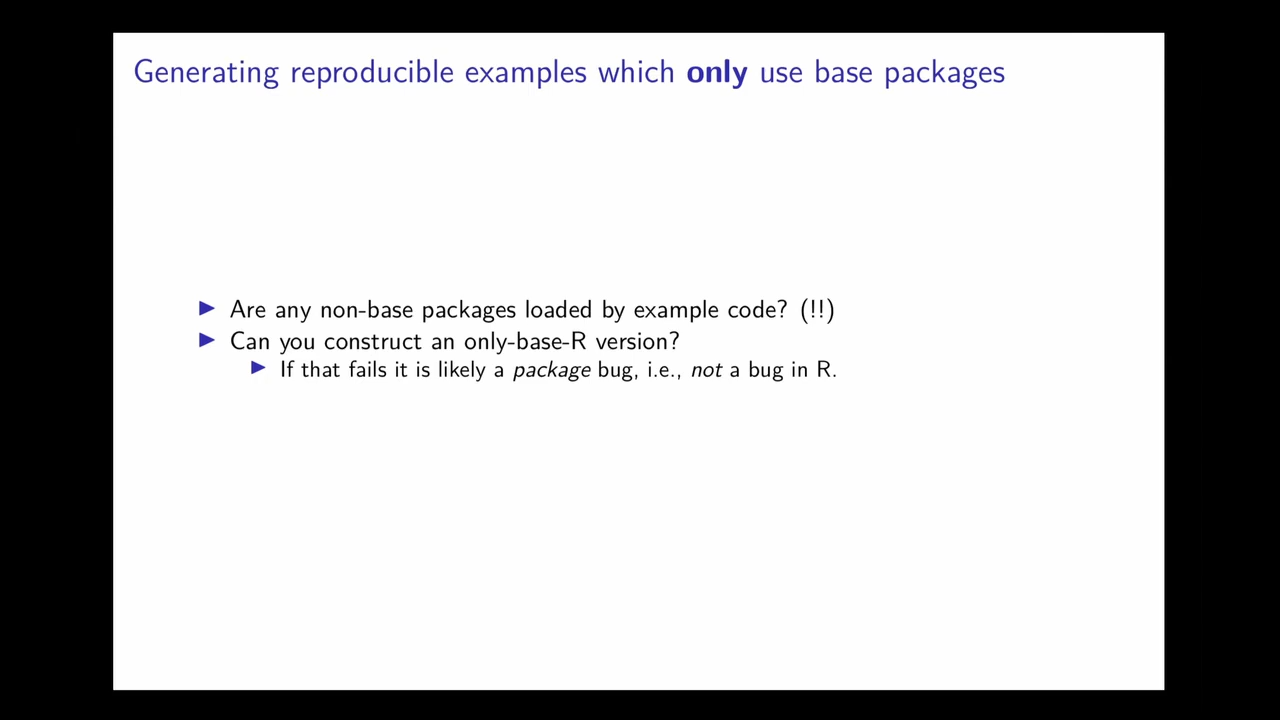 Generating reproducible examples which only use base packages
Are any non-base packages loaded by example code? (!!)
Can you construct an only-base-R version?
If that fails it is likely a package bug, i.e., not a bug in R.